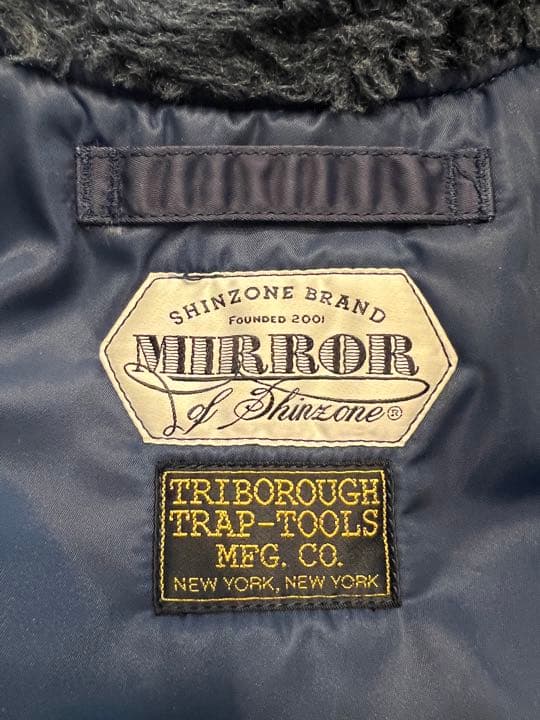 SHINZONE BRAND
FOUNDED 2001
MIRROR
of Shinzone®
TRIBOROUGH
TRAP-TOOLS
MFG. CO.
NEW YORK, NEW YORK